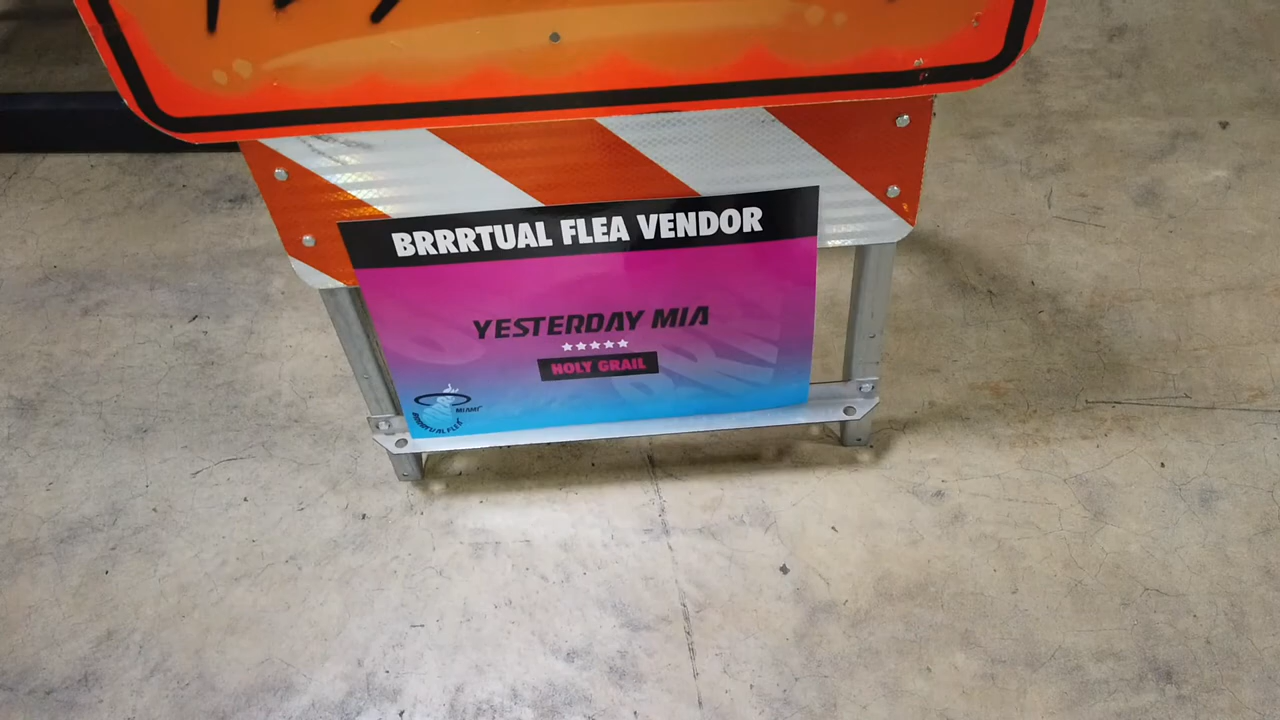 BRRRTUAL FLEA VENDOR
YESTERDAY MIA
HOLY GRAIL
MIAMI
BRRRTUAL FLEA